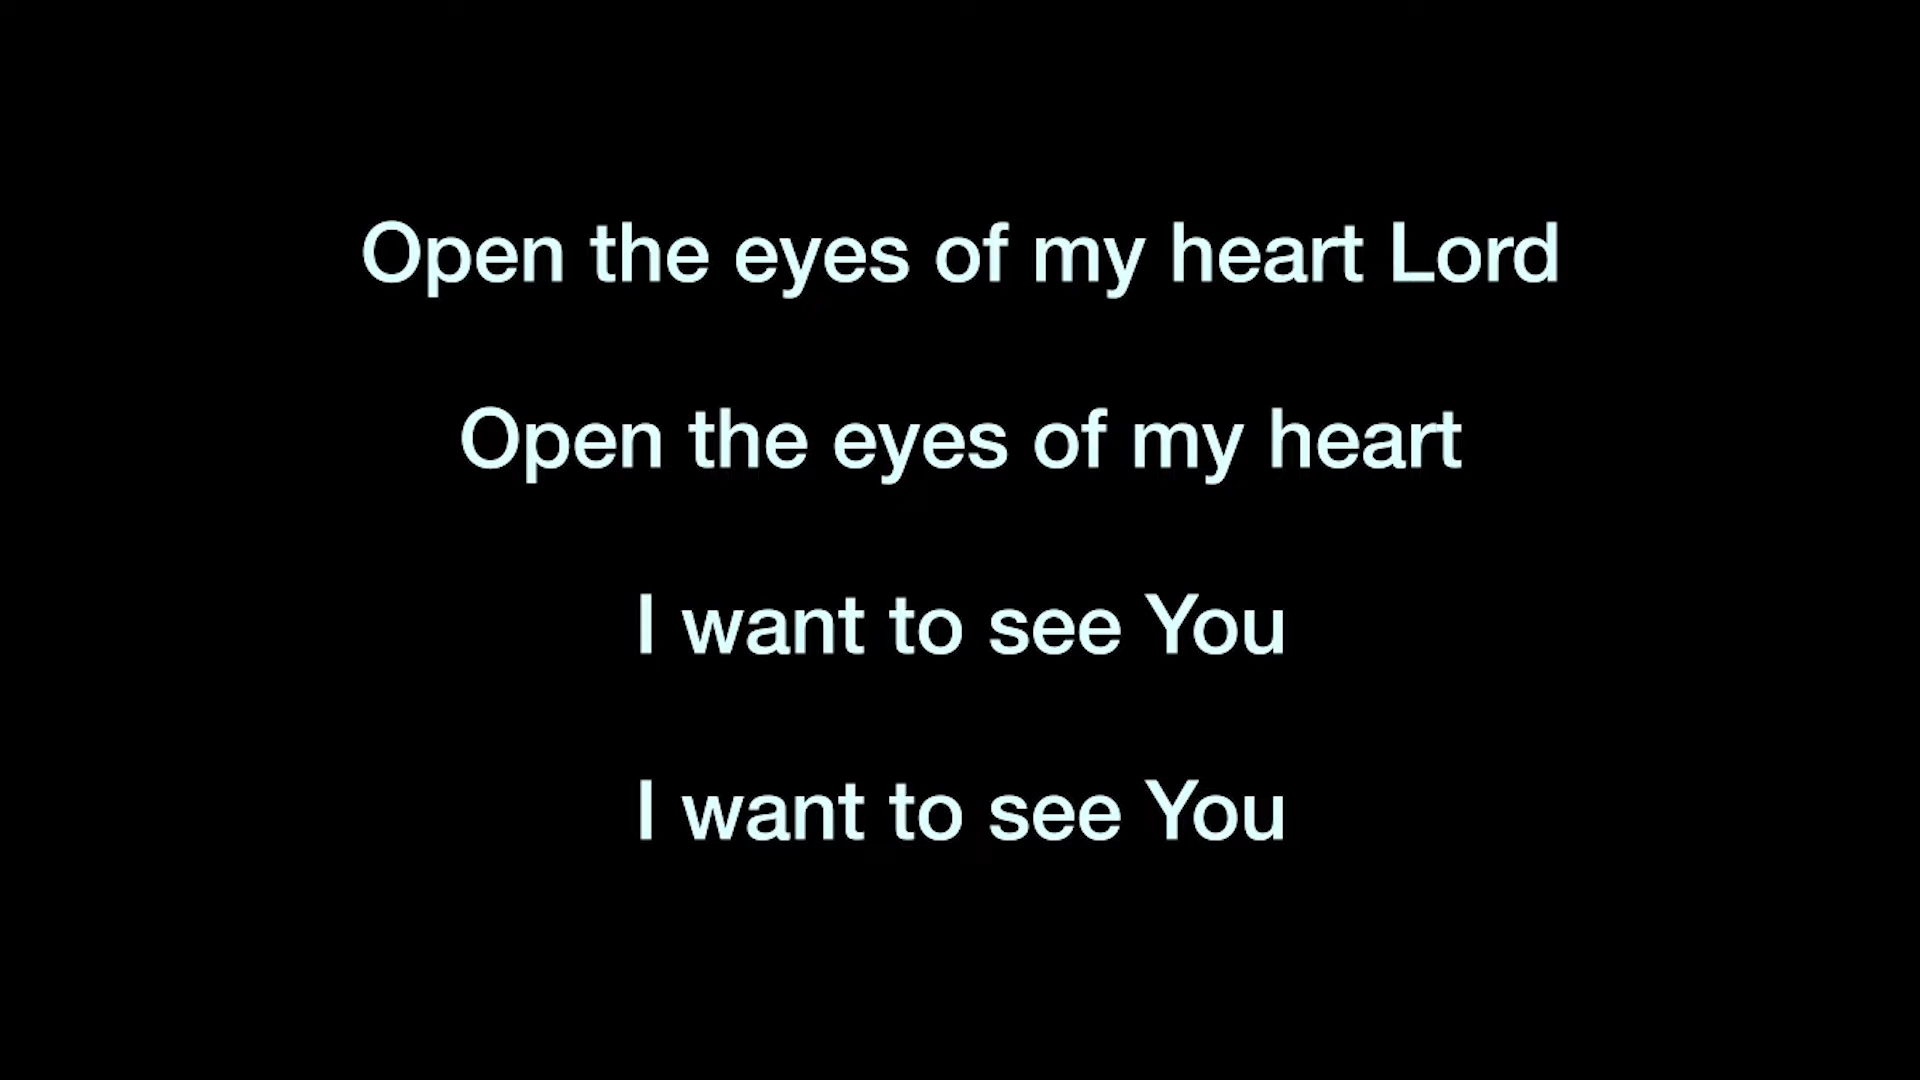 Open the eyes of my heart Lord
Open the eyes of my heart
I want to see You
I want to see You